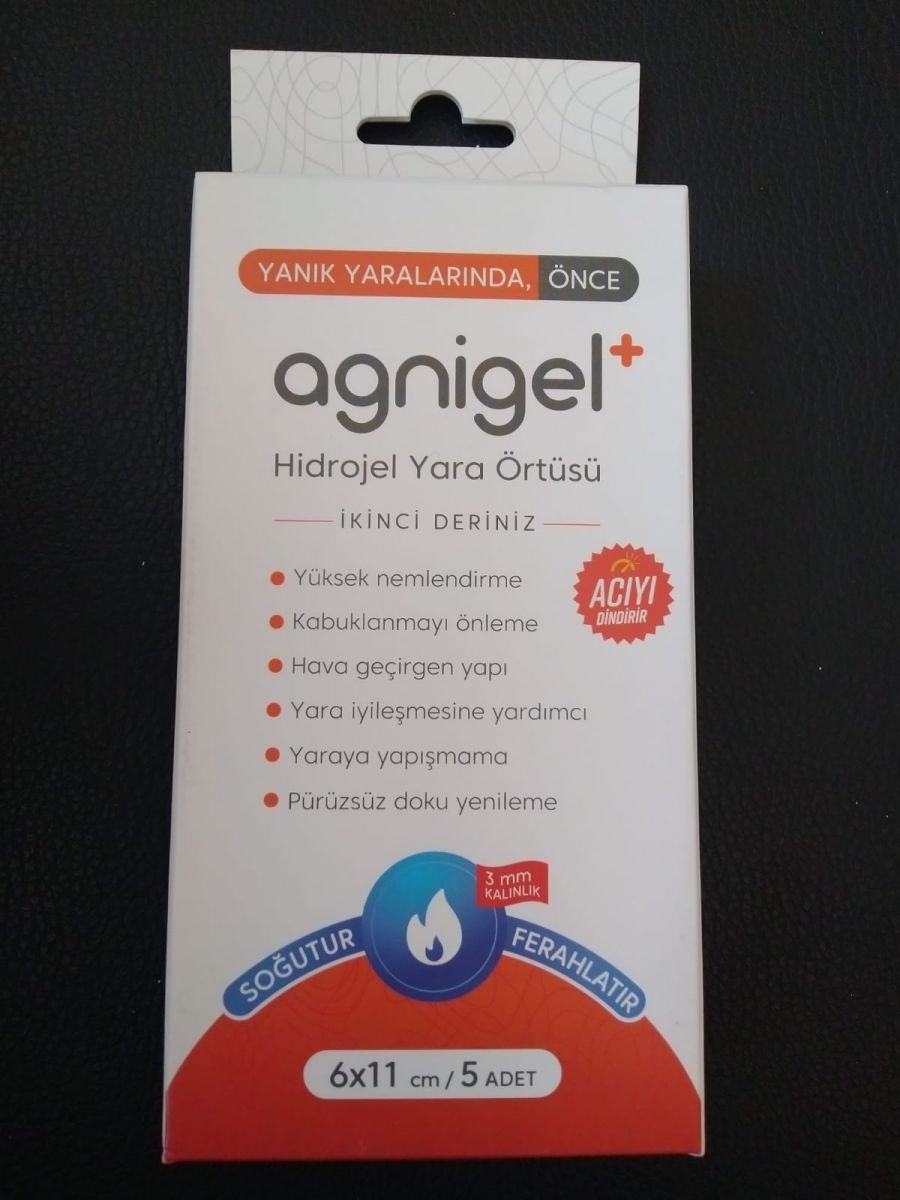 YANIK YARALARINDA, ÖNCE
agnigel+
Hidrojel Yara Örtüsü
İKİNCİ DERİNİZ
Yüksek nemlendirme
Kabuklanmayı önleme
Hava geçirgen yapı
Yara iyileşmesine yardımcı
Yaraya yapışmama
Pürüzsüz doku yenileme
ACIYI
DİNDİRİR
3 mm
KALINLIK
SOĞUTUR
FERAHLATIR
6x11 cm / 5 ADET